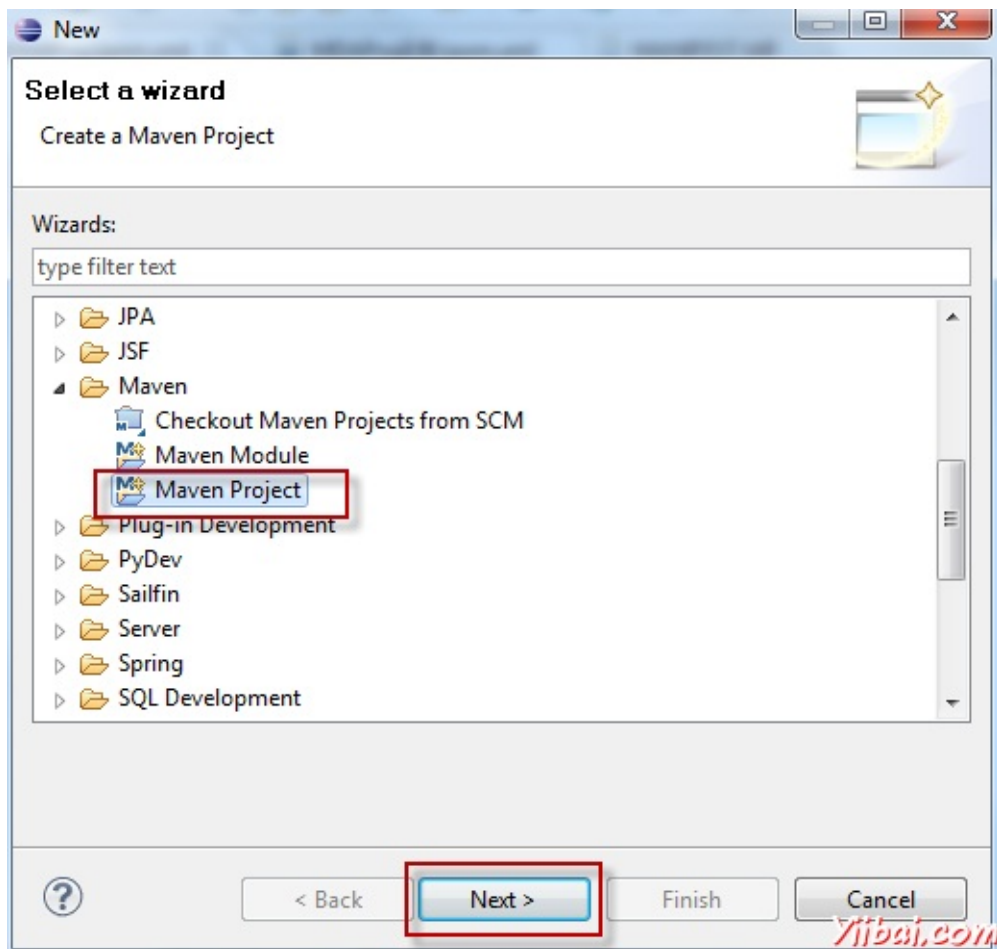 New
Select a wizard
Create a Maven Project
Wizards:
type filter text
JPA
JSF
Maven
Checkout Maven Projects from SCM
Maven Module
Maven Project
Plug-in Development
PyDev
Sailfin
Server
Spring
SQL Development
?
< Back
Next >
Finish
Cancel
Yiibai.com